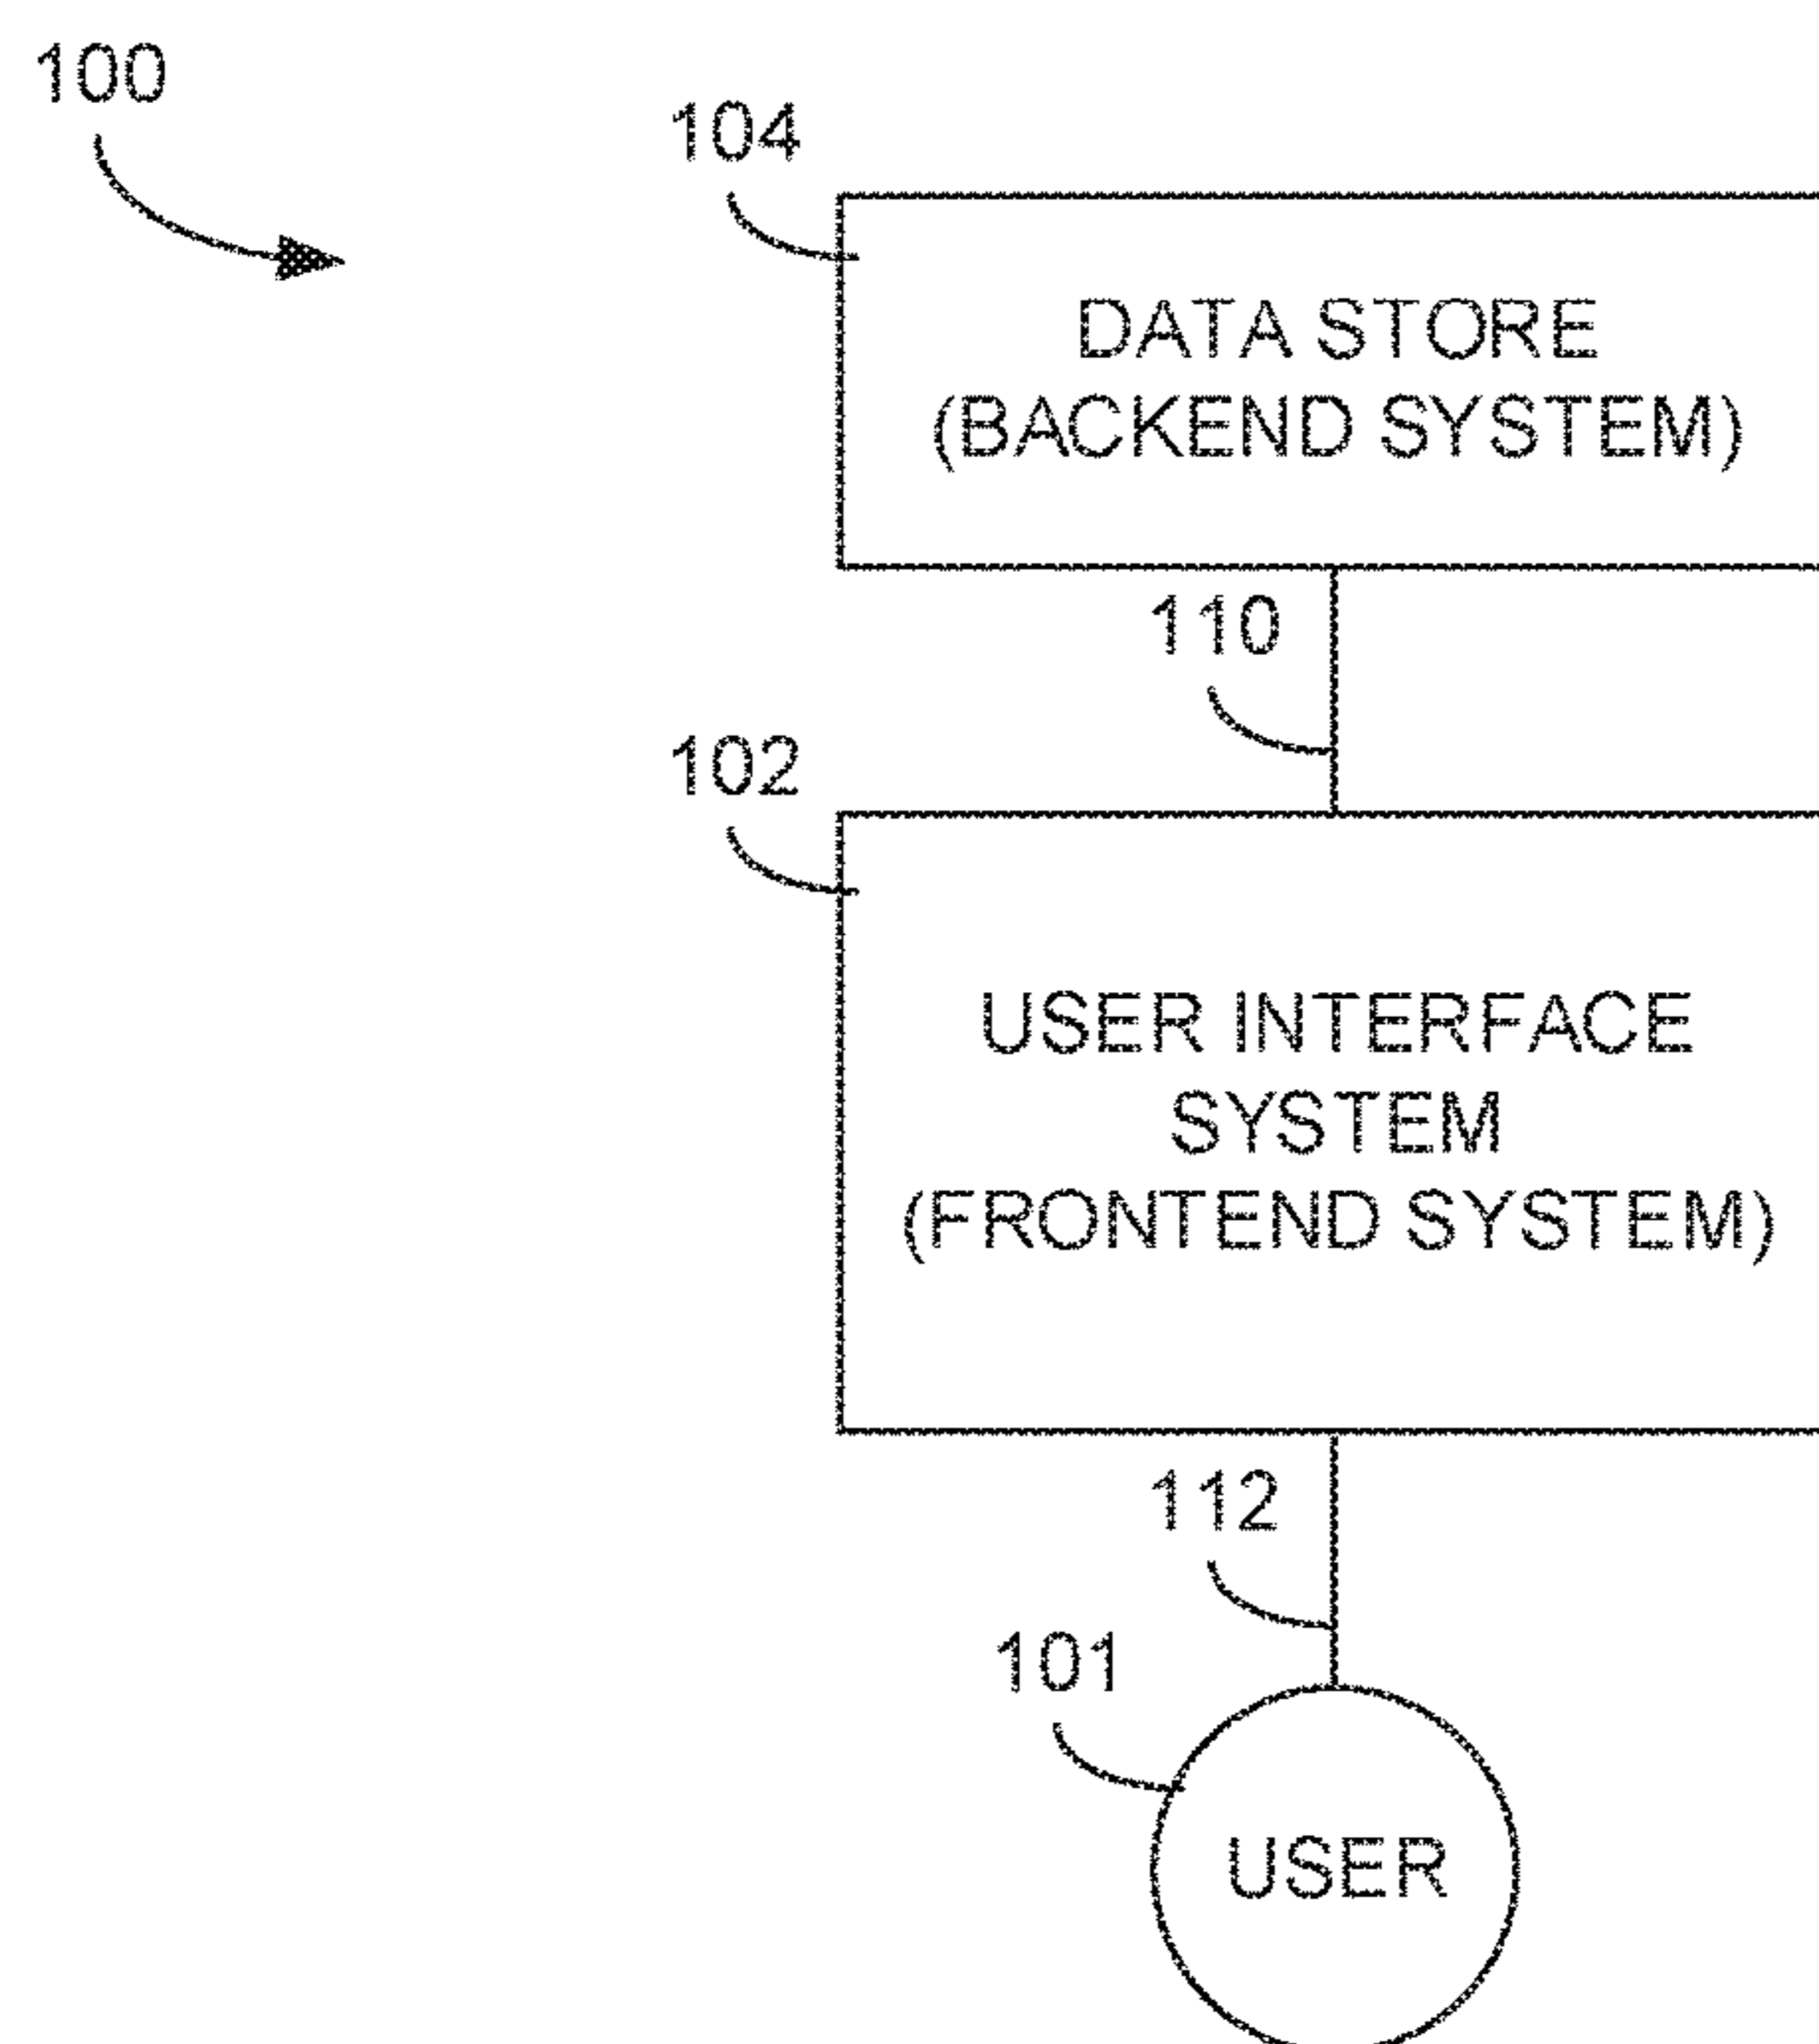 100
104
DATA STORE
(BACKEND SYSTEM)
110
102
USER INTERFACE
SYSTEM
(FRONTEND SYSTEM)
112
101
USER